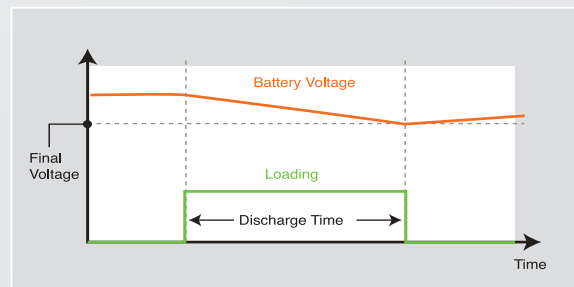 Battery Voltage
Final
Voltage
Loading
Discharge Time
Time